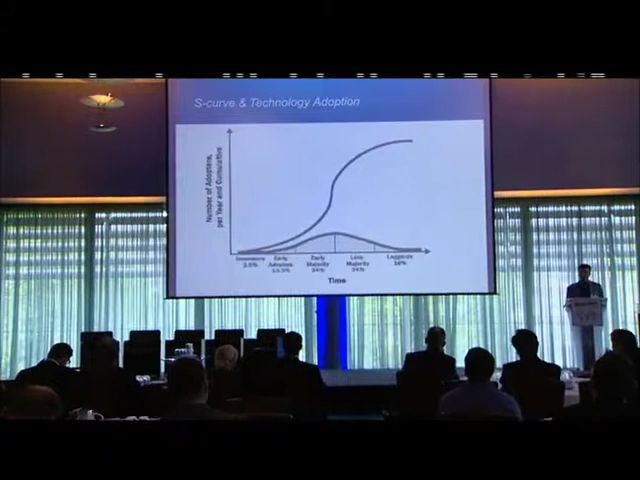 S-curve & Technology Adoption
Number of Adopters,
per Year and Cumulative
Innovators
2.5%
Early
Adopters
13.5%
Early
Majority
34%
Late
Majority
34%
Laggards
16%
Time